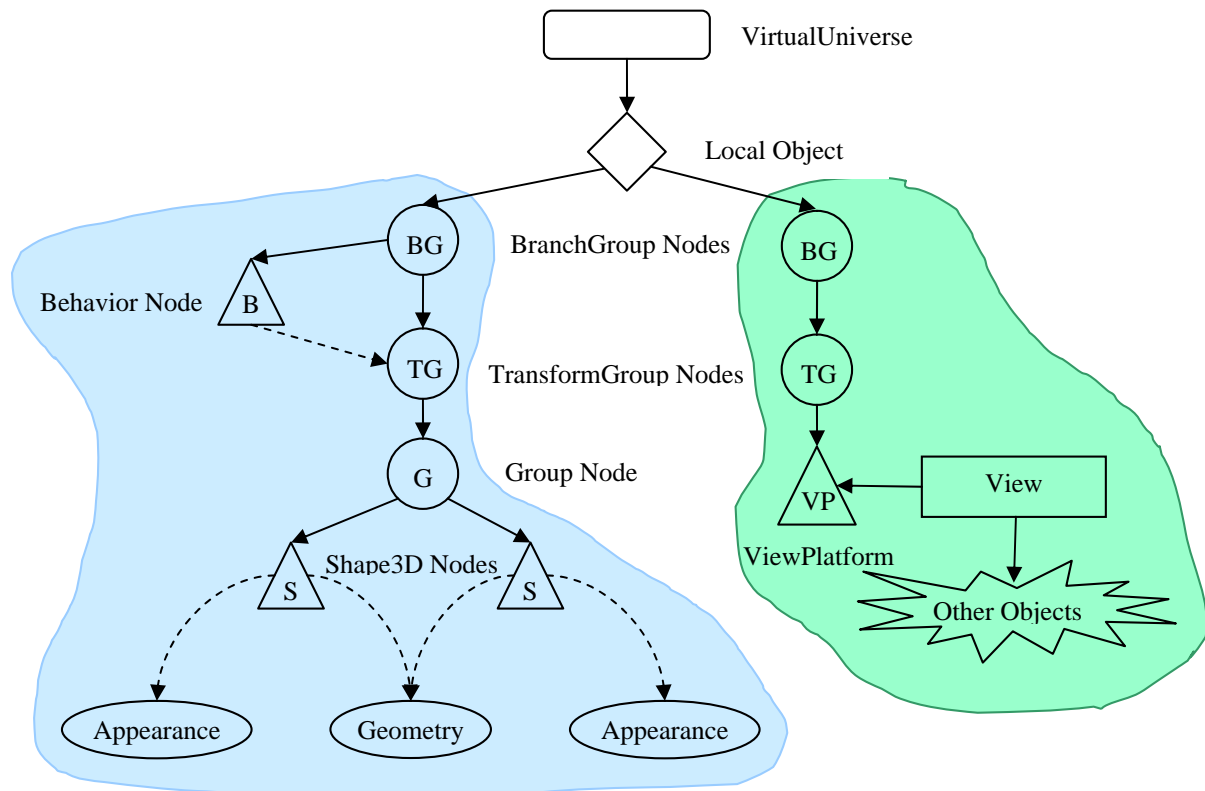 VirtualUniverse
Local Object
BG
BranchGroup Nodes
BG
Behavior Node
B
TG
TransformGroup Nodes
TG
G
Group Node
VP
View
ViewPlatform
Shape3D Nodes
S
S
Other Objects
Appearance
Geometry
Appearance